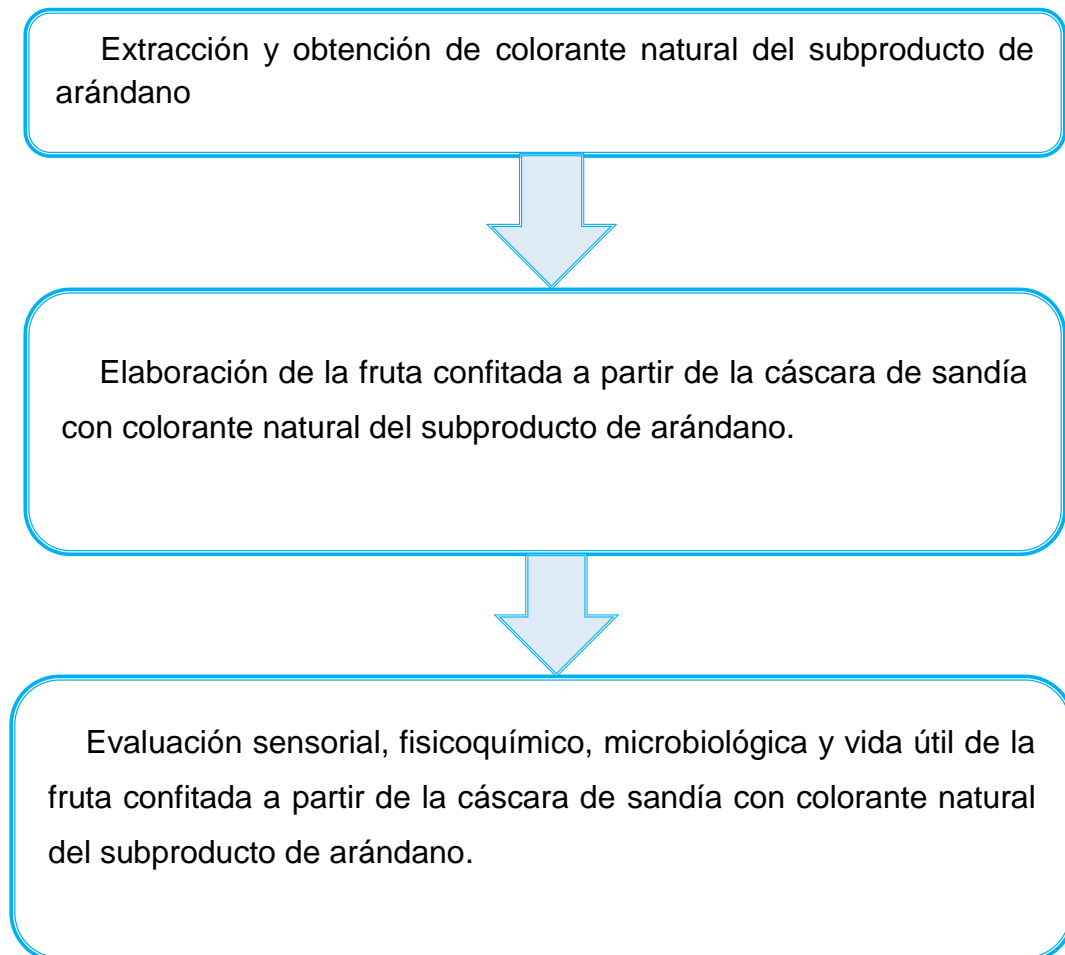 Extracción y obtención de colorante natural del subproducto de
arándano
Elaboración de la fruta confitada a partir de la cáscara de sandía
con colorante natural del subproducto de arándano.
Evaluación sensorial, fisicoquímico, microbiológica y vida útil de la
fruta confitada a partir de la cáscara de sandía con colorante natural
del subproducto de arándano.